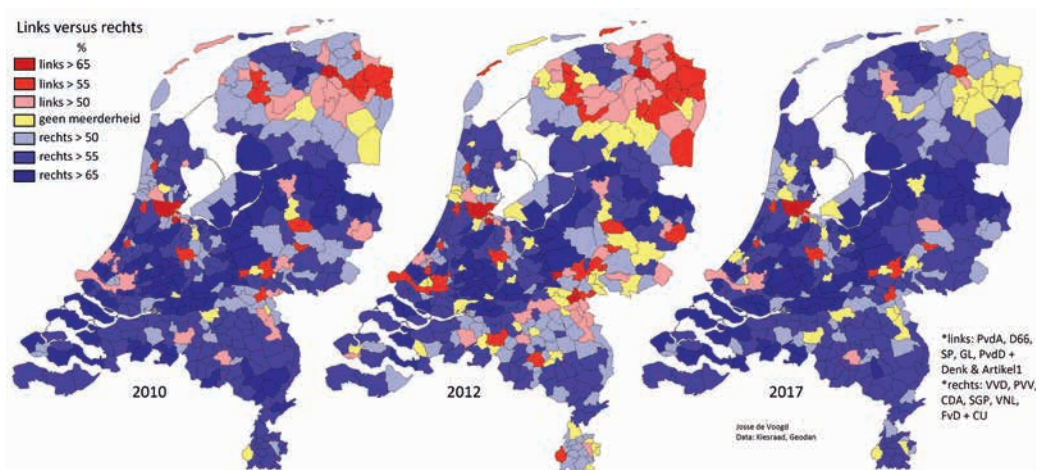 Links versus rechts
%
links > 65
links > 55
links > 50
geen meerderheid
rechts > 50
rechts > 55
rechts > 65
2010
2012
2017
*links: PvdA, D66,
SP, GL, PvdD +
Denk & Artikel1
*rechts: VVD, PVV,
CDA, SGP, VNL,
FvD + CU
Josse de Voogd
Data: Kiesraad, Geodan